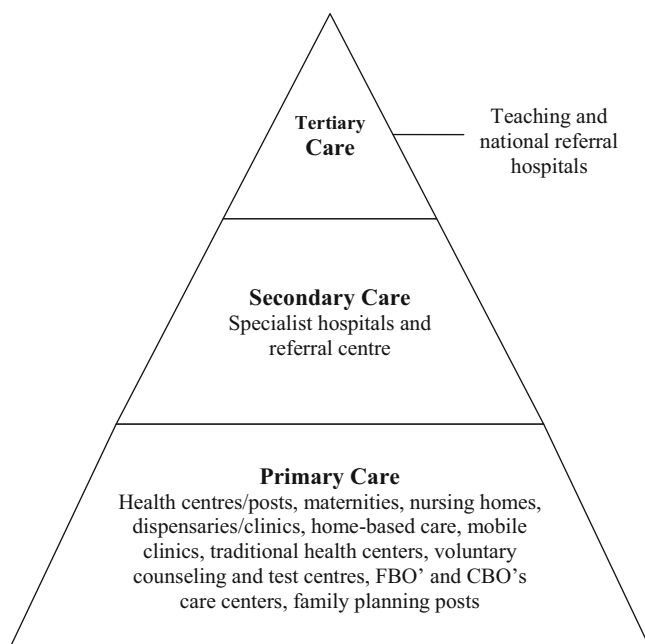 Tertiary
Care
Teaching and
national referral
hospitals
Secondary Care
Specialist hospitals and
referral centre
Primary Care
Health centres/posts, maternities, nursing homes,
dispensaries/clinics, home-based care, mobile
clinics, traditional health centers, voluntary
counseling and test centres, FBO’ and CBO’s
care centers, family planning posts